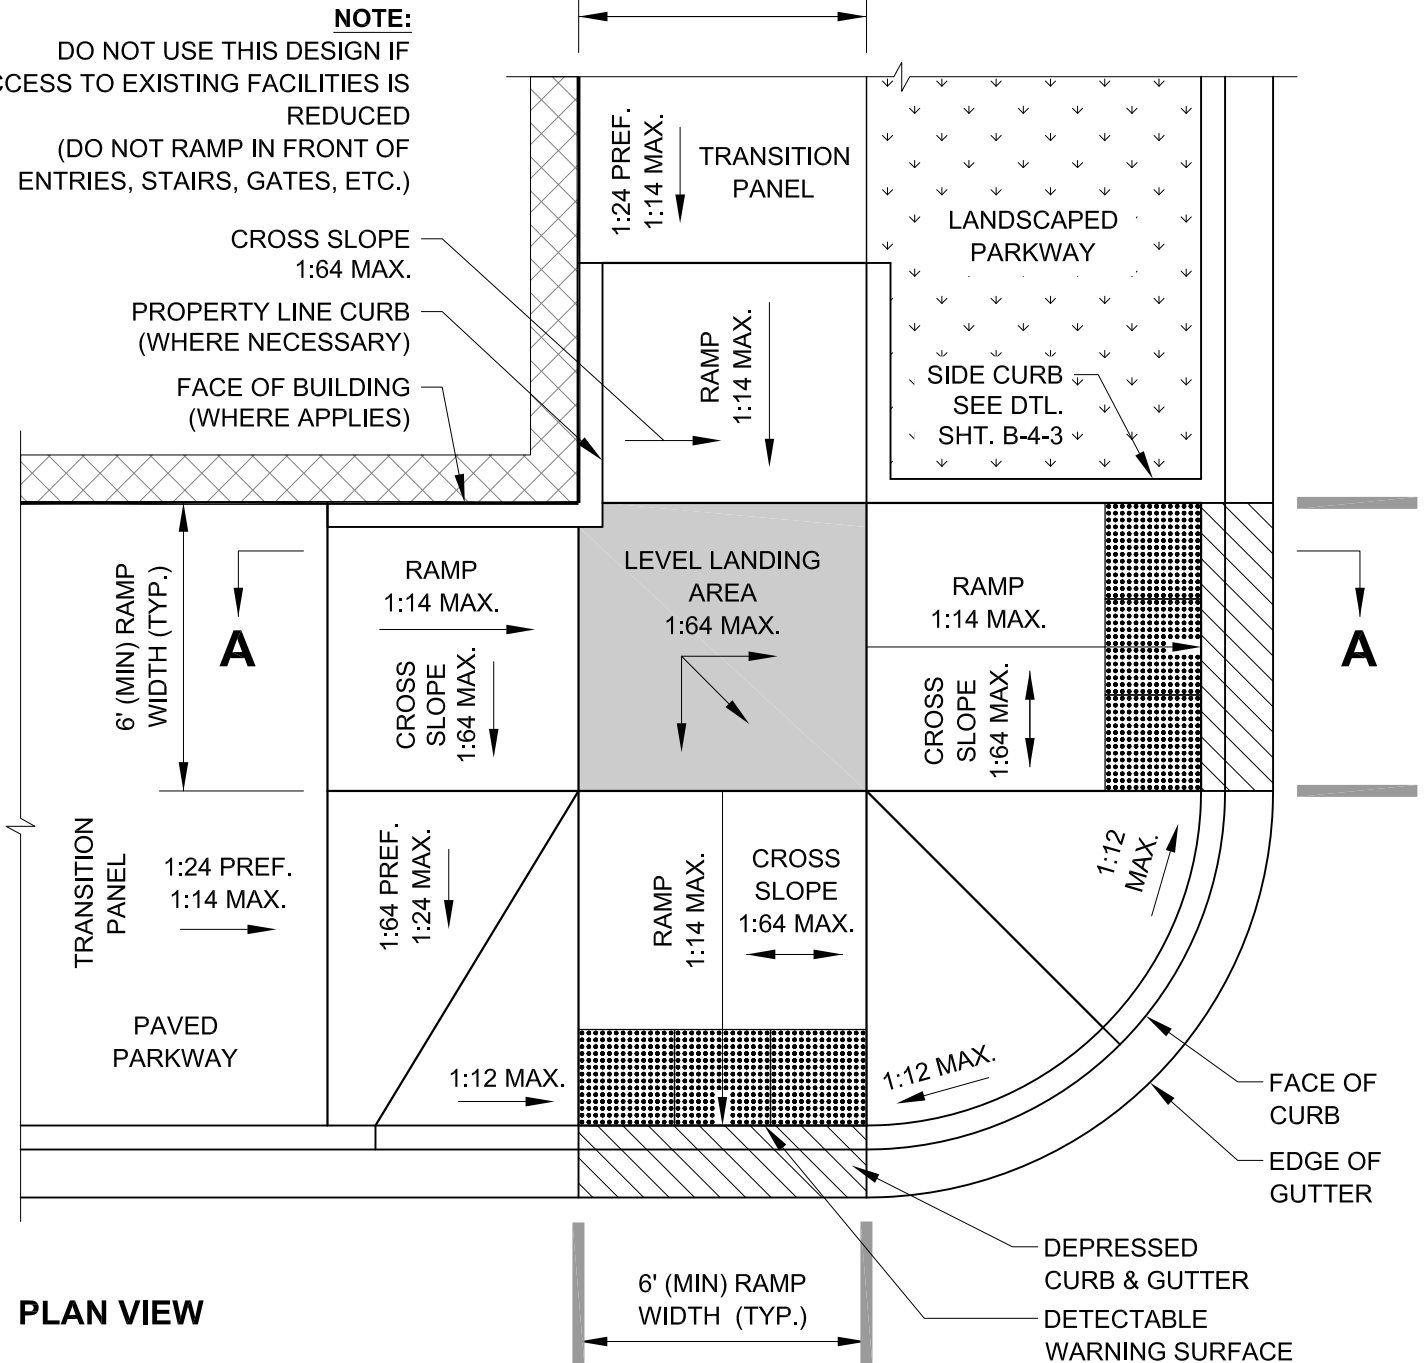 NOTE:
DO NOT USE THIS DESIGN IF
CCESS TO EXISTING FACILITIES IS
REDUCED
(DO NOT RAMP IN FRONT OF
ENTRIES, STAIRS, GATES, ETC.)
CROSS SLOPE
1:64 MAX.
PROPERTY LINE CURB
(WHERE NECESSARY)
FACE OF BUILDING
(WHERE APPLIES)
1:24 PREF.
1:14 MAX.
TRANSITION
PANEL
LANDSCAPED
PARKWAY
RAMP
1:14 MAX.
SIDE CURB
SEE DTL.
SHT. B-4-3
6' (MIN) RAMP
WIDTH (TYP.)
A
RAMP
1:14 MAX.
CROSS
SLOPE
1:64 MAX.
LEVEL LANDING
AREA
1:64 MAX.
RAMP
1:14 MAX.
CROSS
SLOPE
1:64 MAX.
A
TRANSITION
PANEL
1:24 PREF.
1:14 MAX.
PAVED
PARKWAY
1:64 PREF.
1:24 MAX.
1:12 MAX.
RAMP
1:14 MAX.
CROSS
SLOPE
1:64 MAX.
1:12
MAX.
1:12 MAX.
FACE OF
CURB
EDGE OF
GUTTER
DEPRESSED
CURB & GUTTER
DETECTABLE
WARNING SURFACE
6' (MIN) RAMP
WIDTH (TYP.)
PLAN VIEW